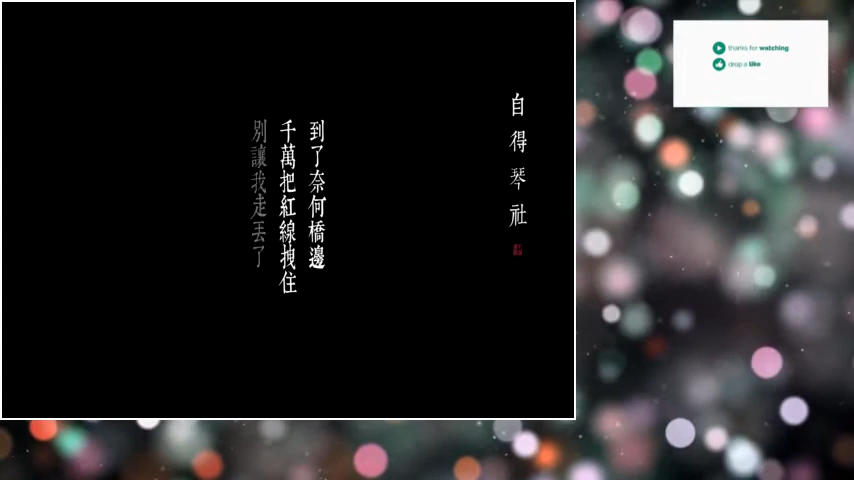 自得琴社
到了奈何橋邊
千萬把紅線拽住
別讓我走丟了
thanks for watching
drop a like